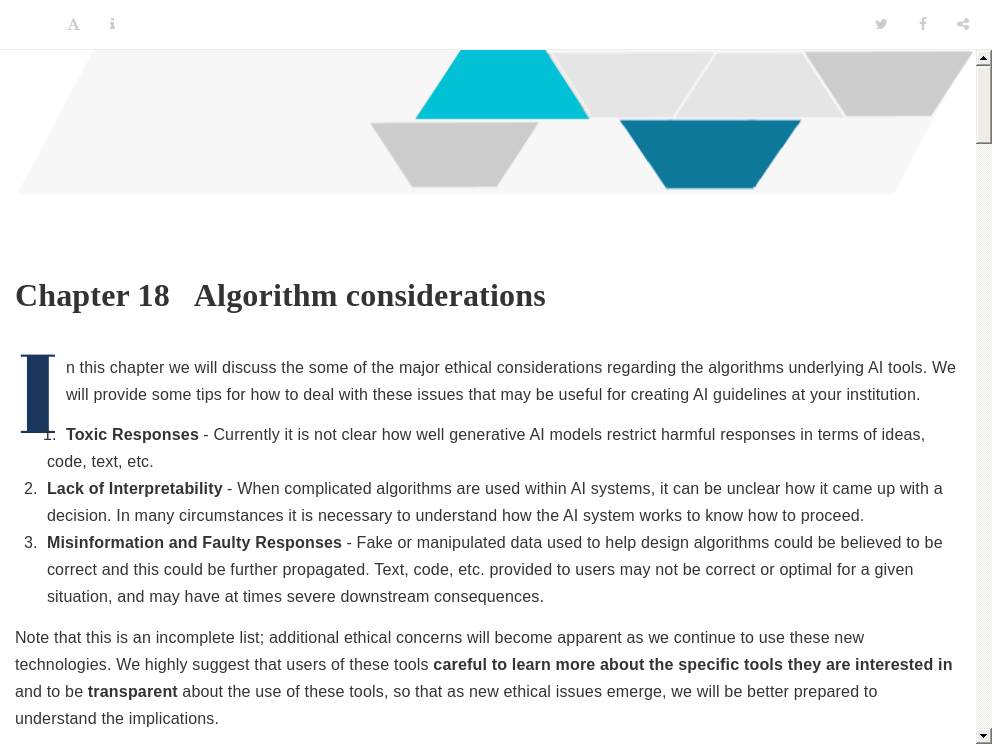 Chapter 18 Algorithm considerations
In this chapter we will discuss the some of the major ethical considerations regarding the algorithms underlying AI tools. We
will provide some tips for how to deal with these issues that may be useful for creating AI guidelines at your institution.
1. Toxic Responses - Currently it is not clear how well generative AI models restrict harmful responses in terms of ideas,
code, text, etc.
2. Lack of Interpretability - When complicated algorithms are used within AI systems, it can be unclear how it came up with a
decision. In many circumstances it is necessary to understand how the AI system works to know how to proceed.
3. Misinformation and Faulty Responses - Fake or manipulated data used to help design algorithms could be believed to be
correct and this could be further propagated. Text, code, etc. provided to users may not be correct or optimal for a given
situation, and may have at times severe downstream consequences.
Note that this is an incomplete list; additional ethical concerns will become apparent as we continue to use these new
technologies. We highly suggest that users of these tools careful to learn more about the specific tools they are interested in
and to be transparent about the use of these tools, so that as new ethical issues emerge, we will be better prepared to
understand the implications.